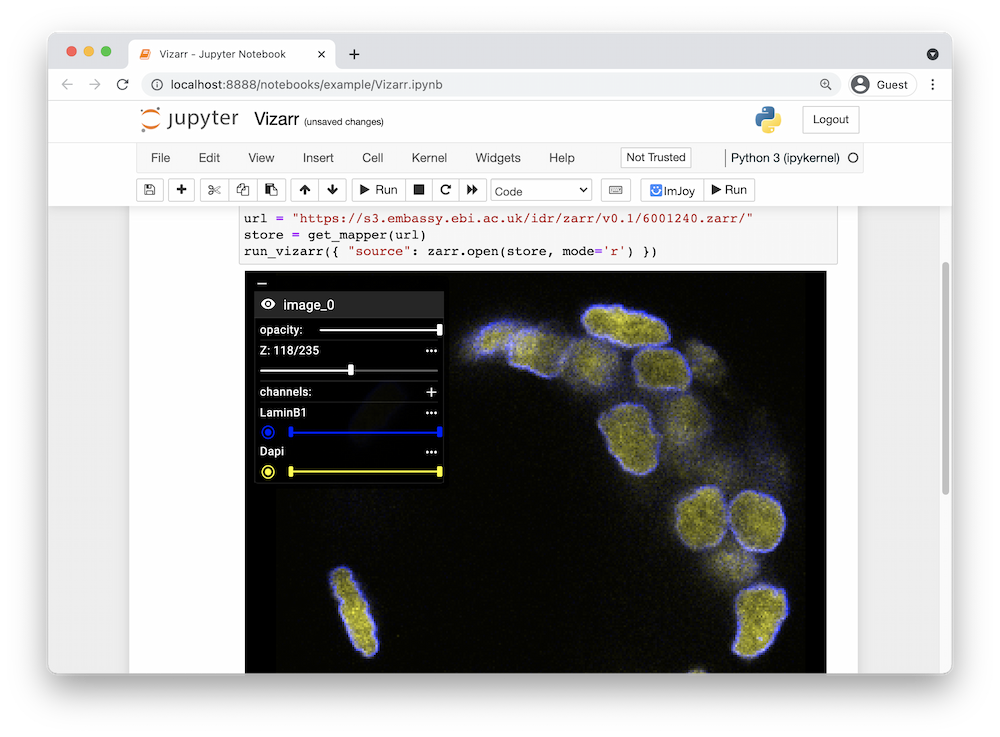 Vizarr - Jupyter Notebook
localhost:8888/notebooks/example/Vizarr.ipynb
Guest
jupyter Vizarr (unsaved changes)
Logout
File Edit View Insert Cell Kernel Widgets Help Not Trusted Python 3 (ipykernel)
Run Code ImJoy Run
url = "https://s3.embassy.ebi.ac.uk/idr/zarr/v0.1/6001240.zarr/"
store = get_mapper(url)
run_vizarr({ "source": zarr.open(store, mode='r') })
image_0
opacity:
Z: 118/235
channels:
LaminB1
Dapi